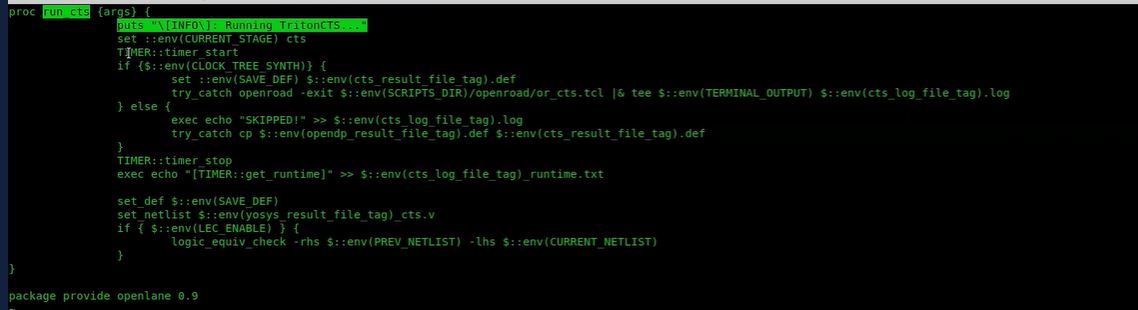 proc run_cts {args} {
puts "\[INFO\]: Running TritonCTS..."
set ::env(CURRENT_STAGE) cts
TIMER::timer_start
if {$::env(CLOCK_TREE_SYNTH)} {
set ::env(SAVE_DEF) $::env(cts_result_file_tag).def
try_catch openroad -exit $::env(SCRIPTS_DIR)/openroad/or_cts.tcl |& tee $::env(TERMINAL_OUTPUT) $::env(cts_log_file_tag).log
} else {
exec echo "SKIPPED!" >> $::env(cts_log_file_tag).log
try_catch cp $::env(opendp_result_file_tag).def $::env(cts_result_file_tag).def
}
TIMER::timer_stop
exec echo "[TIMER::get_runtime]" >> $::env(cts_log_file_tag)_runtime.txt
set_def $::env(SAVE_DEF)
set_netlist $::env(yosys_result_file_tag)_cts.v
if { $::env(LEC_ENABLE) } {
logic_equiv_check -rhs $::env(PREV_NETLIST) -lhs $::env(CURRENT_NETLIST)
}
}
package provide openlane 0.9